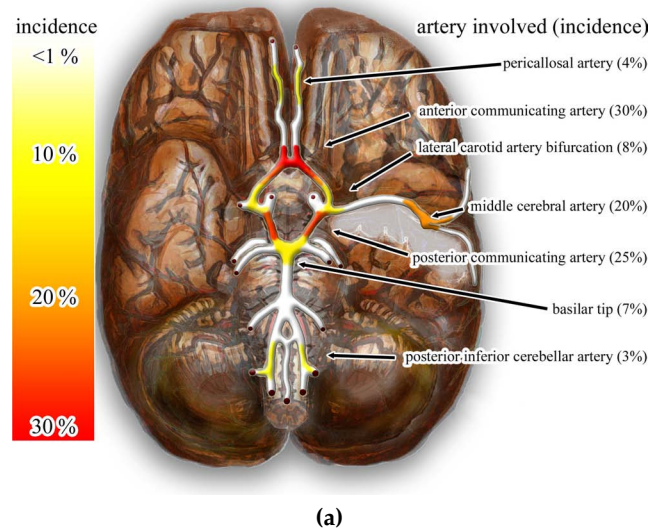 incidence
<1 %
10 %
20 %
30 %
artery involved (incidence)
pericallosal artery (4%)
anterior communicating artery (30%)
lateral carotid artery bifurcation (8%)
middle cerebral artery (20%)
posterior communicating artery (25%)
basilar tip (7%)
posterior inferior cerebellar artery (3%)
(a)